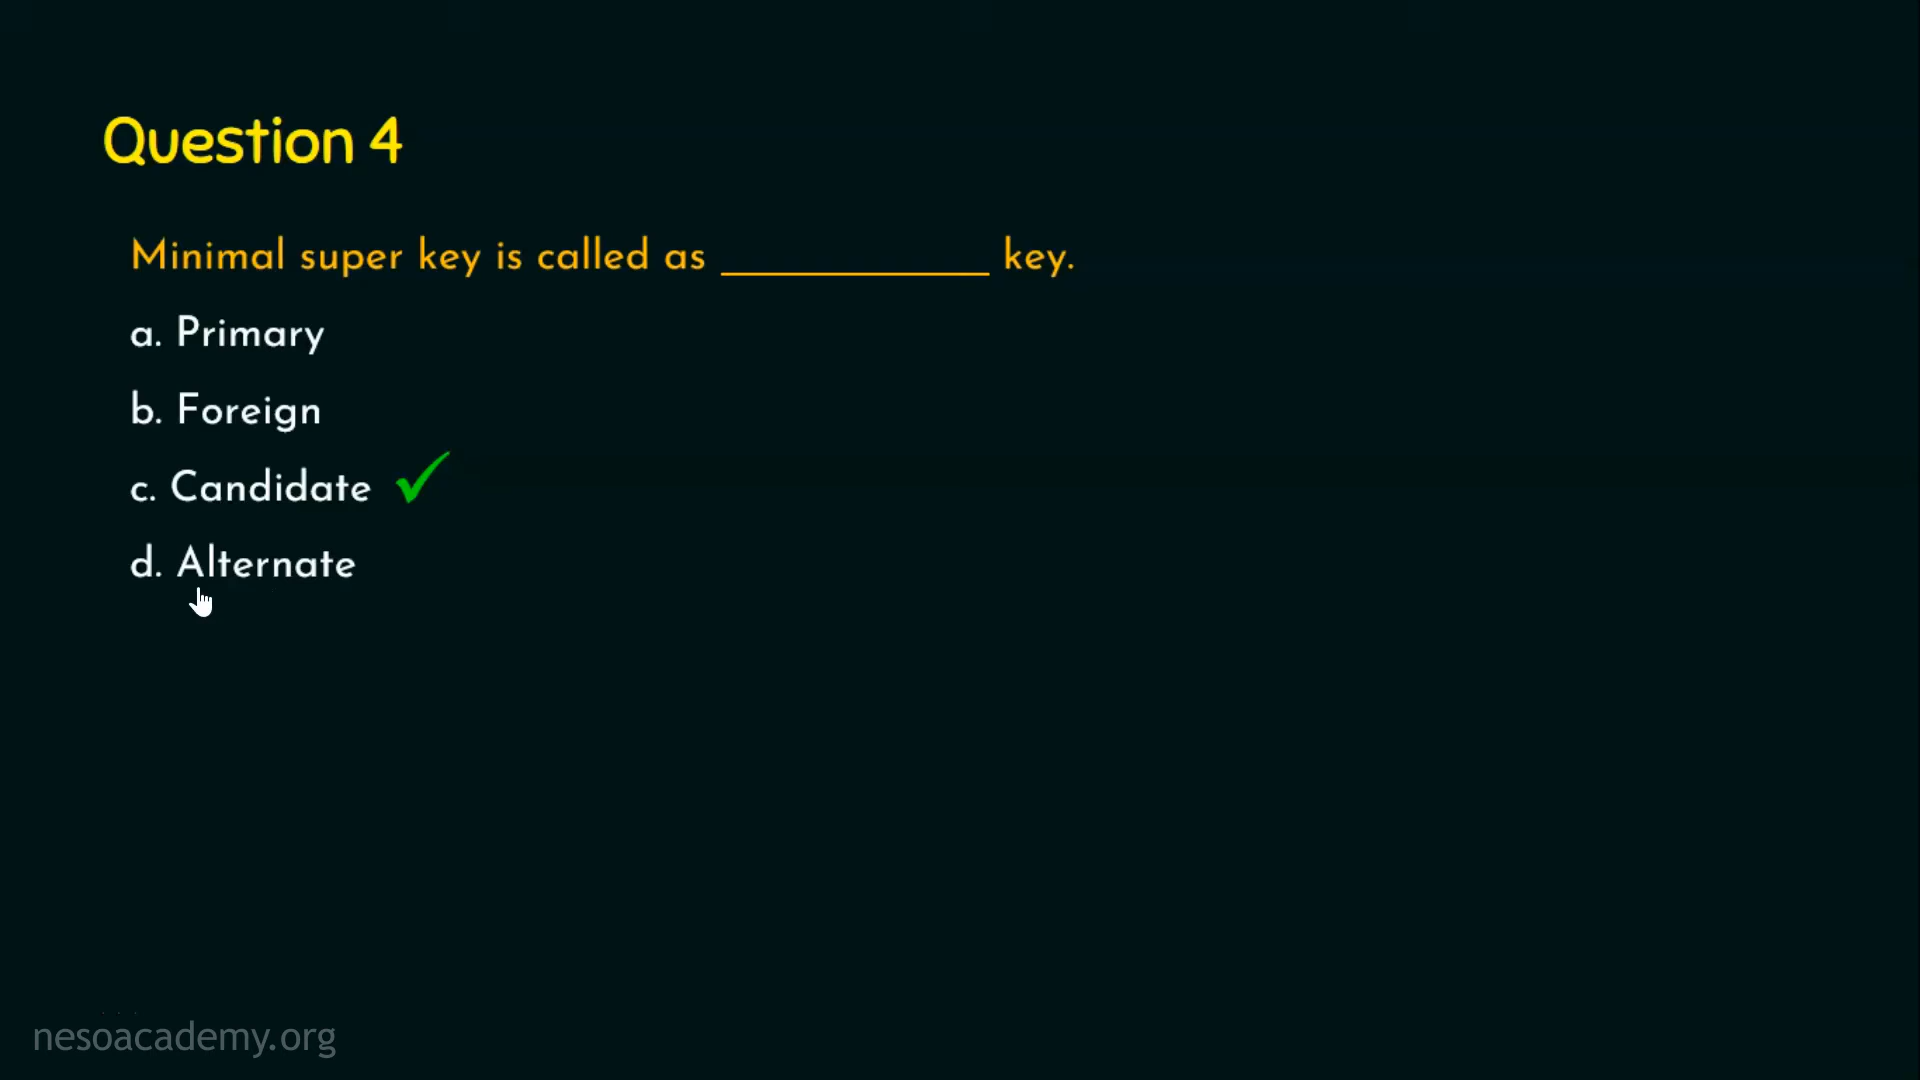 Question 4
Minimal super key is called as ____________ key.
a. Primary
b. Foreign
c. Candidate ✓
d. Alternate
nesoacademy.org